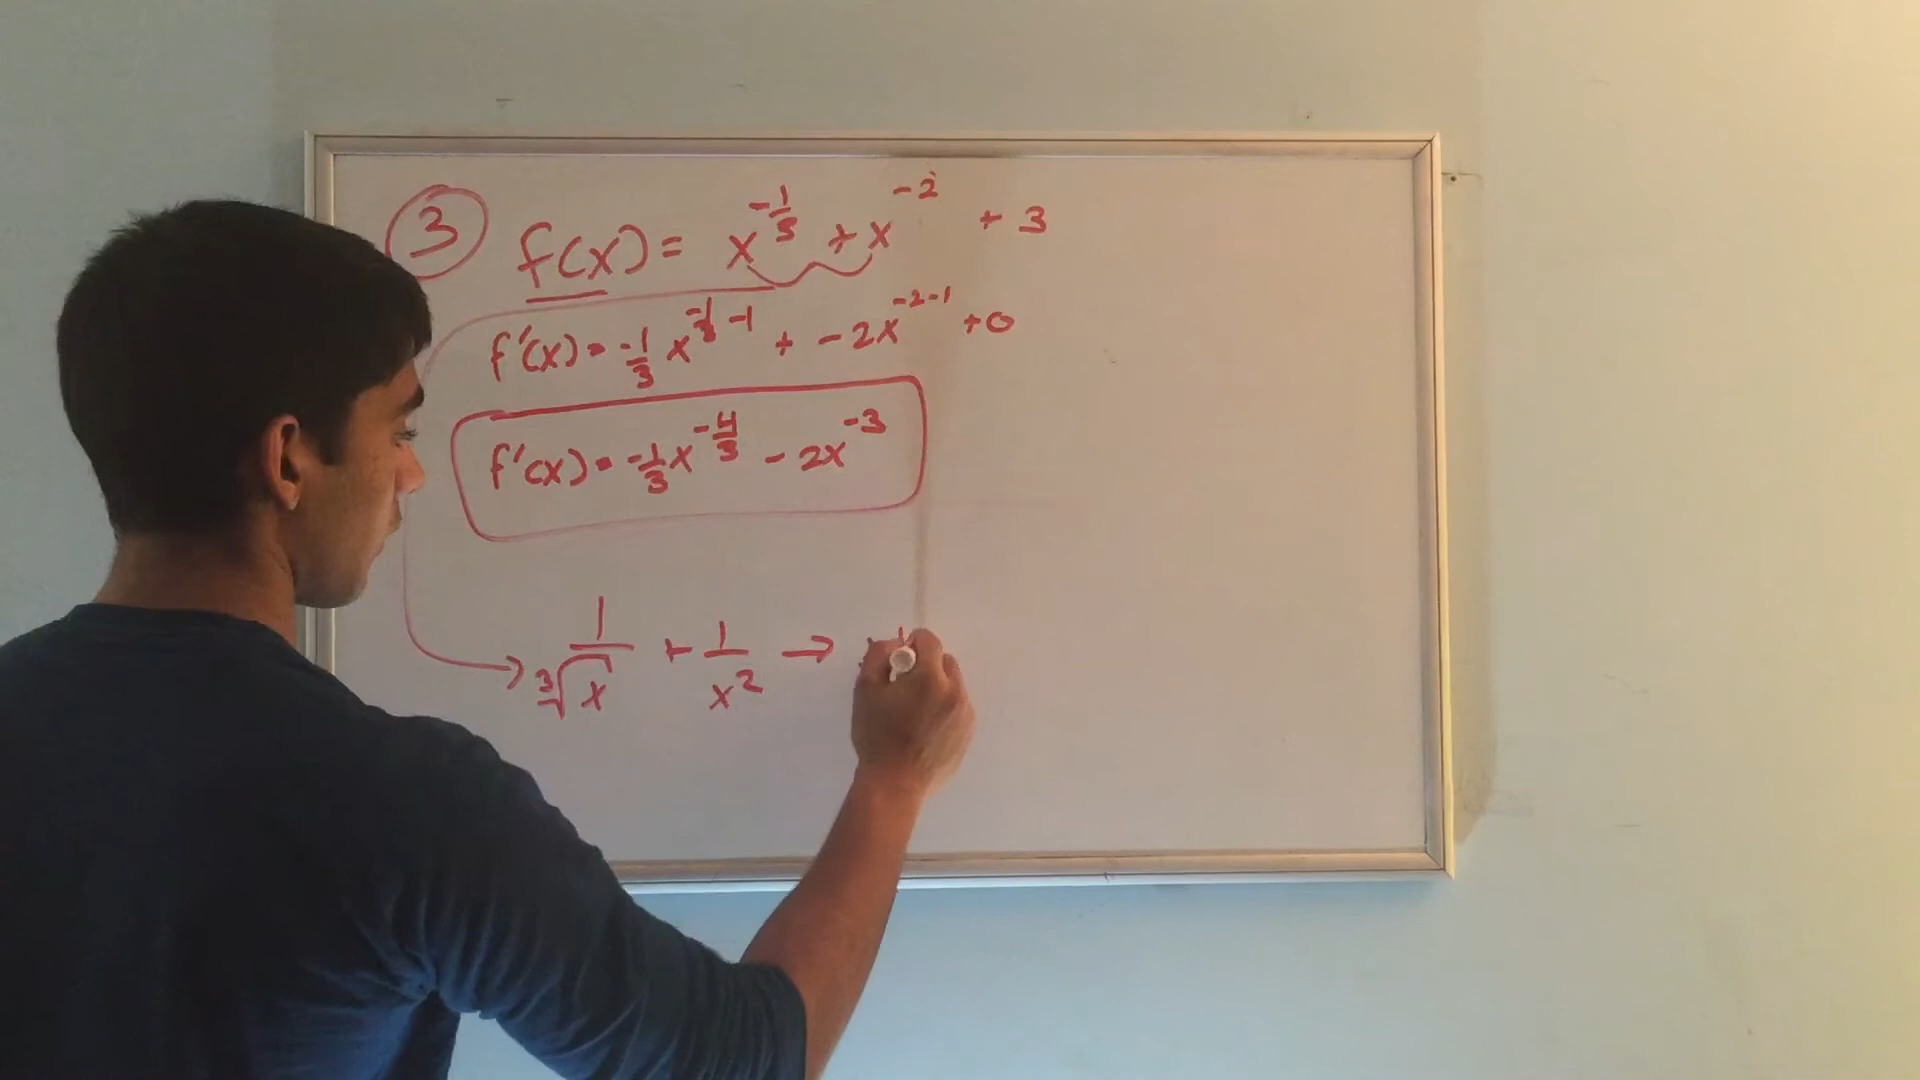 ③ f(x) = x^{-1/3} + x^{-2} + 3
f'(x) = -1/3 x^{-1/3 -1} + -2x^{-2-1} + 0
f'(x) = -1/3 x^{-4/3} - 2x^{-3}
→ 1/∛x + 1/x² →